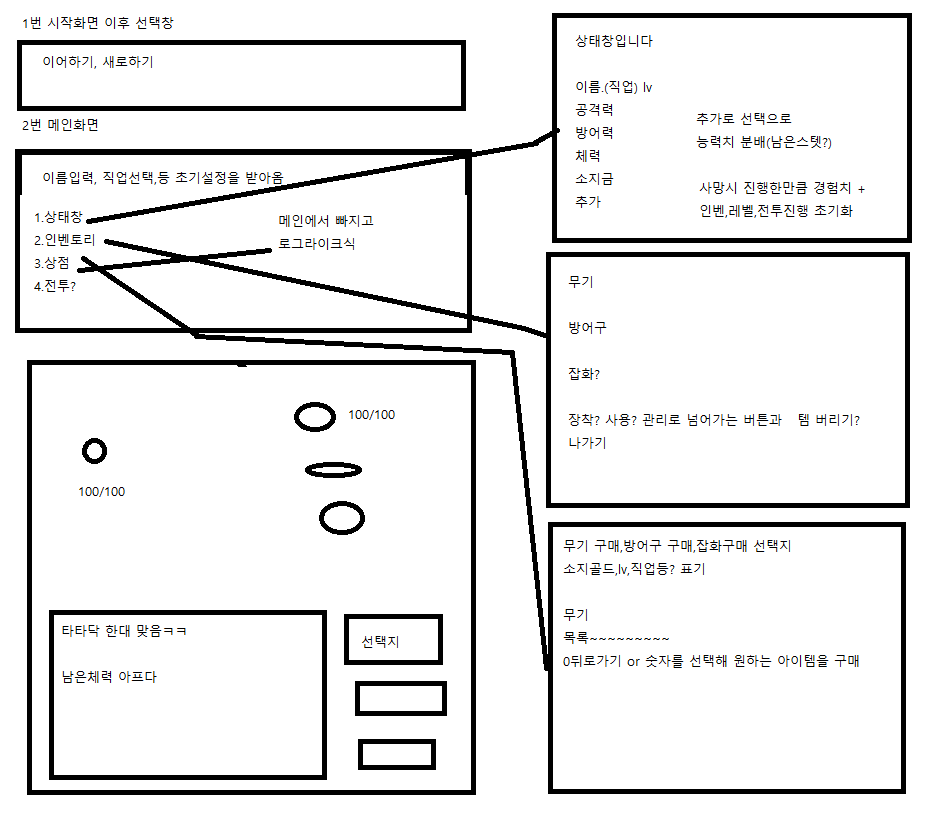 1번 시작화면 이후 선택창
이어하기, 새로하기
2번 메인화면
이름입력, 직업선택,등 초기설정을 받아옴
1.상태창
2.인벤토리
3.상점
4.전투?
메인에서 빠지고
로그라이크식
상태창입니다
이름.(직업) lv
공격력
방어력
체력
소지금
추가
추가로 선택으로
능력치 분배(남은스텟?)
사망시 진행한만큼 경험치 +
인벤,레벨,전투진행 초기화
무기
방어구
잡화?
장착? 사용? 관리로 넘어가는 버튼과 템 버리기?
나가기
무기 구매,방어구 구매,잡화구매 선택지
소지골드,lv,직업등? 표기
무기
목록~~~~~~~~~
0뒤로가기 or 숫자를 선택해 원하는 아이템을 구매
100/100
100/100
타타닥 한대 맞음ㅋㅋ
남은체력 아프다
선택지